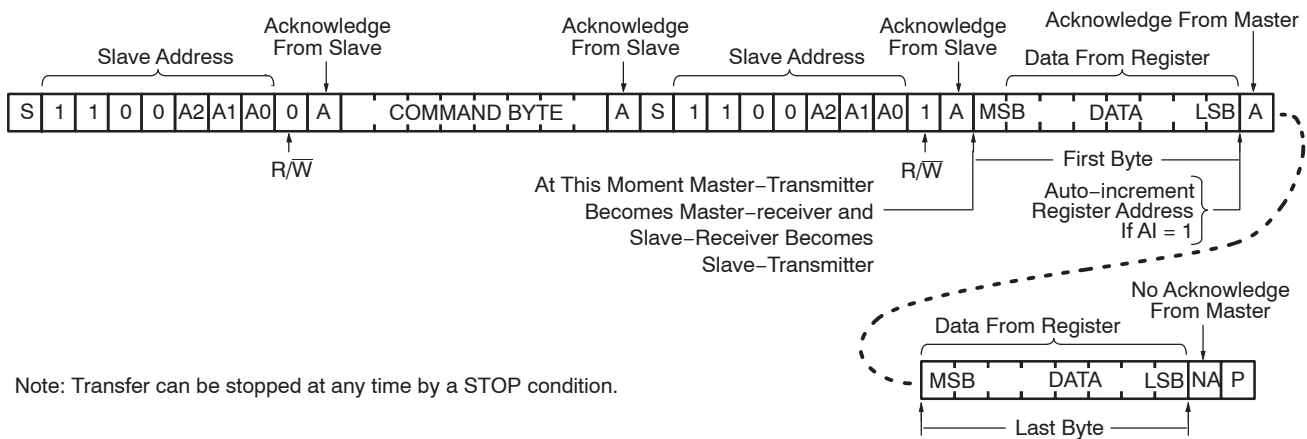 Acknowledge From Slave
Acknowledge From Slave
Acknowledge From Slave
Acknowledge From Master
Slave Address
Slave Address
Data From Register
S 1 1 0 0 A2 A1 A0 0 A COMMAND BYTE A S 1 1 0 0 A2 A1 A0 1 A MSB DATA LSB A
R/W̅
R/W̅
First Byte
At This Moment Master–Transmitter
Becomes Master–receiver and
Slave–Receiver Becomes
Slave–Transmitter
Auto–increment
Register Address
If AI = 1
No Acknowledge
From Master
Data From Register
MSB DATA LSB NA P
Last Byte
Note: Transfer can be stopped at any time by a STOP condition.